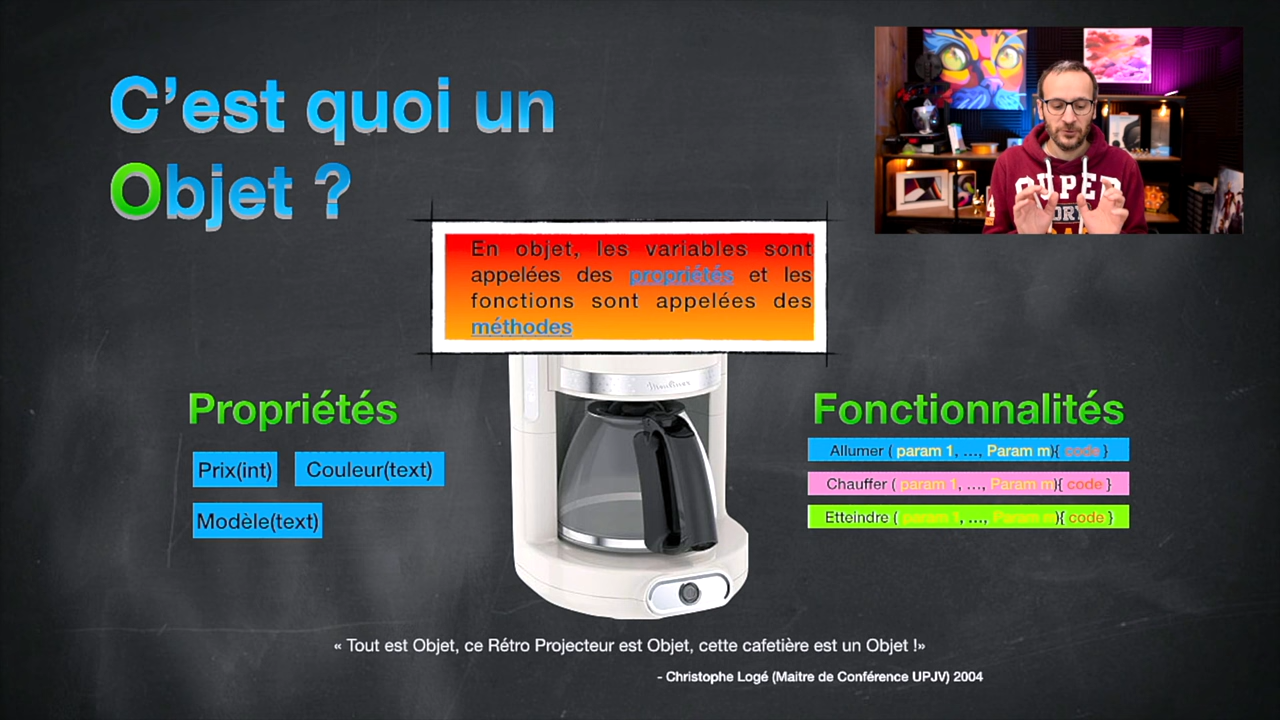 C'est quoi un
Objet ?
En objet, les variables sont
appelées des propriétés et les
fonctions sont appelées des
méthodes
Moulinex
Propriétés
Prix(int)
Couleur(text)
Modèle(text)
Fonctionnalités
Allumer ( param 1, …, Param m){ code }
Chauffer ( param 1, …, Param m){ code }
Etteindre ( param 1, …, Param m){ code }
« Tout est Objet, ce Rétro Projecteur est Objet, cette cafetière est un Objet !»
- Christophe Logé (Maitre de Conférence UPJV) 2004